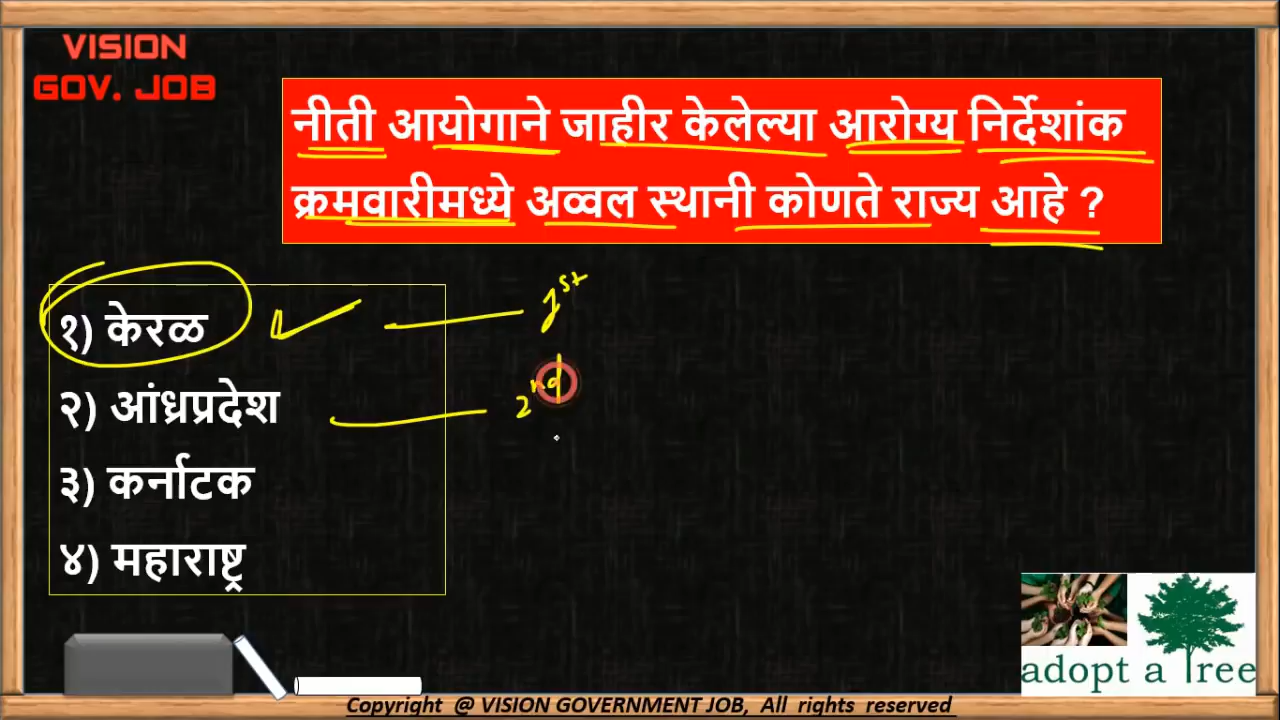 VISION
GOV. JOB
नीती आयोगाने जाहीर केलेल्या आरोग्य निर्देशांक
क्रमवारीमध्ये अव्वल स्थानी कोणते राज्य आहे ?
१) केरळ
1st
२) आंध्रप्रदेश
2nd
३) कर्नाटक
४) महाराष्ट्र
adopt a Tree
Copyright @ VISION GOVERNMENT JOB, All rights reserved